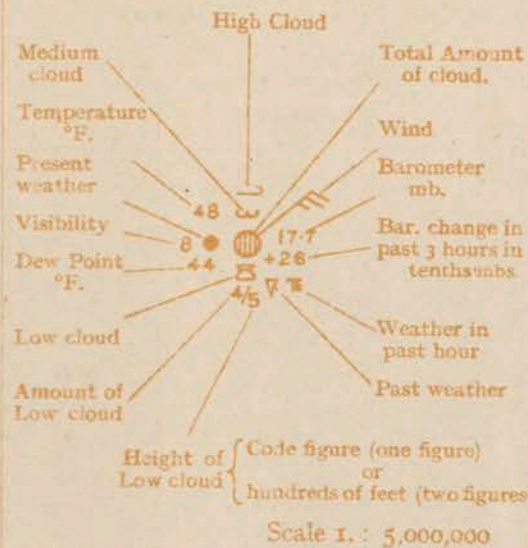 High Cloud
Medium
cloud
Total Amount
of cloud.
Temperature
°F.
Wind
Present
weather
Barometer
mb.
48
Visibility
8
17.7
Bar. change in
past 3 hours in
tenths mbs.
Dew Point
°F.
44
+26
4/5
Low cloud
Weather in
past hour
Amount of
Low cloud
Past weather
Height of
Low cloud
Code figure (one figure)
or
hundreds of feet (two figures
Scale 1. : 5,000,000